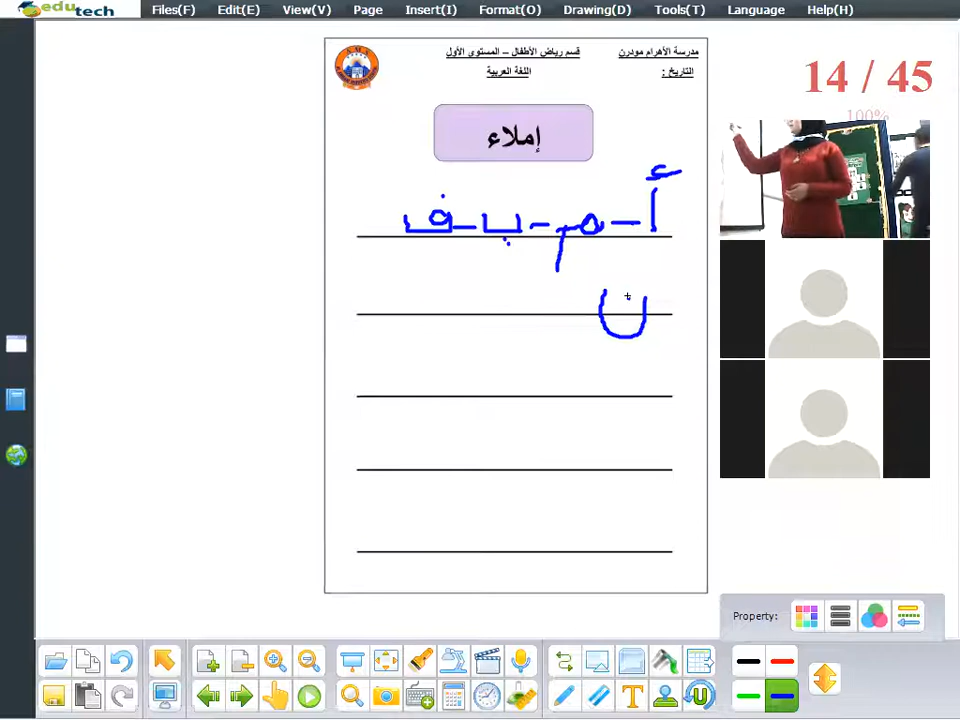 edutech
Files(F) Edit(E) View(V) Page Insert(I) Format(O) Drawing(D) Tools(T) Language Help(H)
مدرسة الأهرام مودرن
قسم رياض الأطفال – المستوى الأول
التاريخ :
اللغة العربية
14 / 45
100%
إملاء
أ - م - ب - ف
ن
Property: